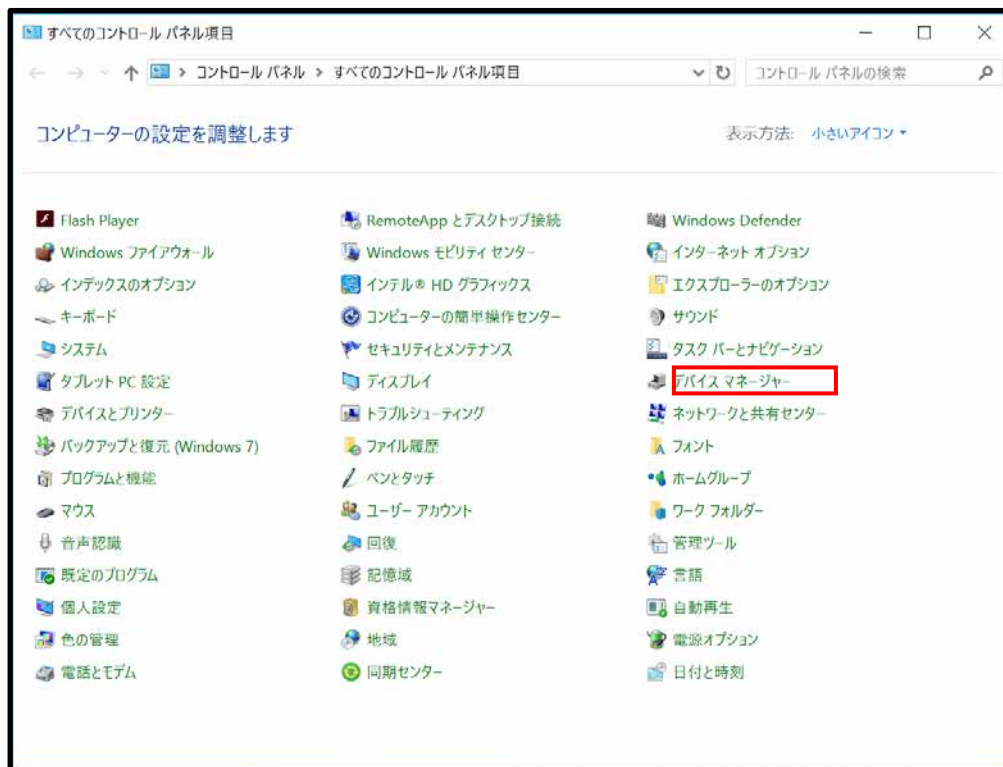 すべてのコントロール パネル項目
コントロール パネル > すべてのコントロール パネル項目
コントロール パネルの検索
コンピューターの設定を調整します
表示方法: 小さいアイコン
Flash Player
RemoteApp とデスクトップ接続
Windows Defender
Windows ファイアウォール
Windows モビリティ センター
インターネット オプション
インデックスのオプション
インテル® HD グラフィックス
エクスプローラーのオプション
キーボード
コンピューターの簡単操作センター
サウンド
システム
セキュリティとメンテナンス
タスク バーとナビゲーション
タブレット PC 設定
ディスプレイ
デバイス マネージャー
デバイスとプリンター
トラブルシューティング
ネットワークと共有センター
バックアップと復元 (Windows 7)
ファイル履歴
フォント
プログラムと機能
ペンとタッチ
ホームグループ
マウス
ユーザー アカウント
ワーク フォルダー
音声認識
回復
管理ツール
既定のプログラム
記憶域
言語
個人設定
資格情報マネージャー
自動再生
色の管理
地域
電源オプション
電話とモデム
同期センター
日付と時刻